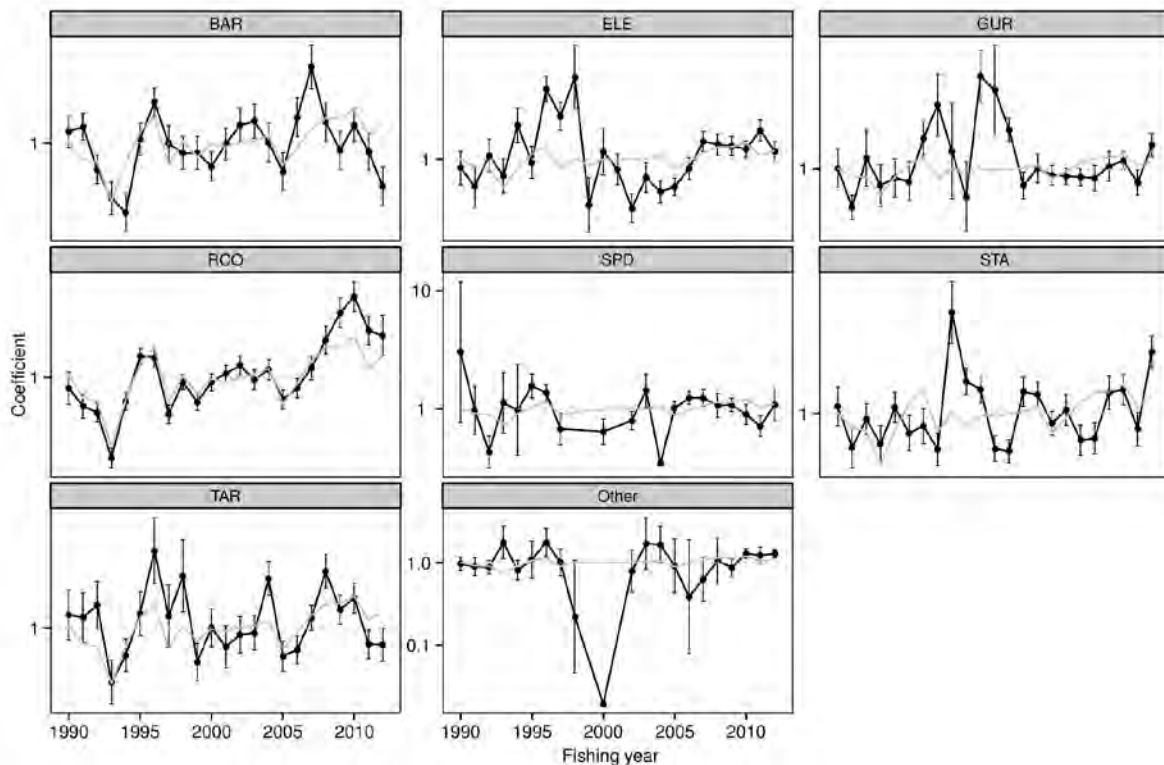 BAR ELE GUR
1 1 1
RCO SPD STA
10
1 1 1
Coefficient
TAR Other
1.0
1
0.1
1990 1995 2000 2005 2010 1990 1995 2000 2005 2010
Fishing year